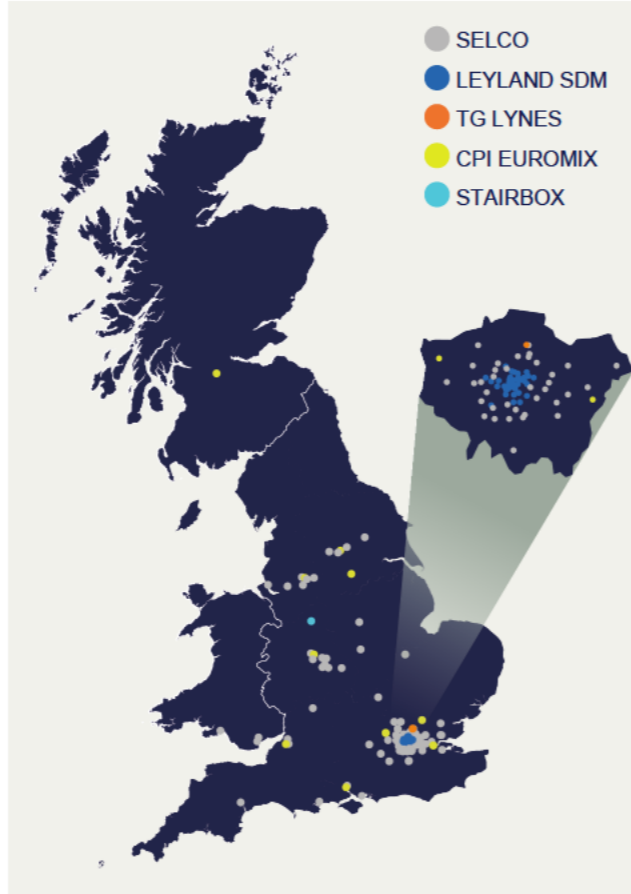 SELCO
LEYLAND SDM
TG LYNES
CPI EUROMIX
STAIRBOX